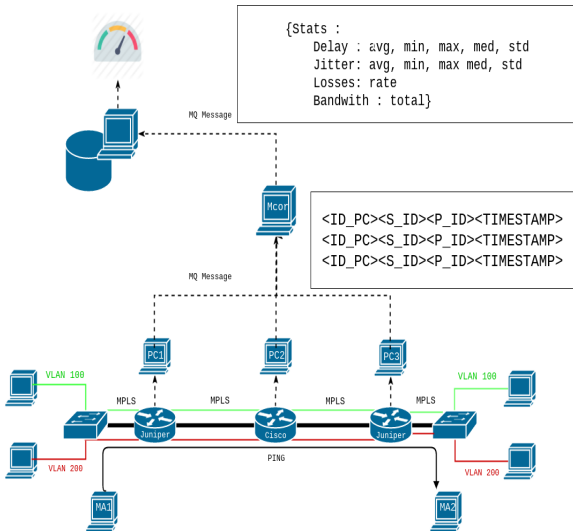 {Stats :
Delay : avg, min, max, med, std
Jitter: avg, min, max med, std
Losses: rate
Bandwith : total}
MQ Message
Mcor
<ID_PC><S_ID><P_ID><TIMESTAMP>
<ID_PC><S_ID><P_ID><TIMESTAMP>
<ID_PC><S_ID><P_ID><TIMESTAMP>
MQ Message
PC1
PC2
PC3
VLAN 100
VLAN 100
MPLS
MPLS
MPLS
MPLS
Juniper
Cisco
Juniper
VLAN 200
PING
VLAN 200
MA1
MA2